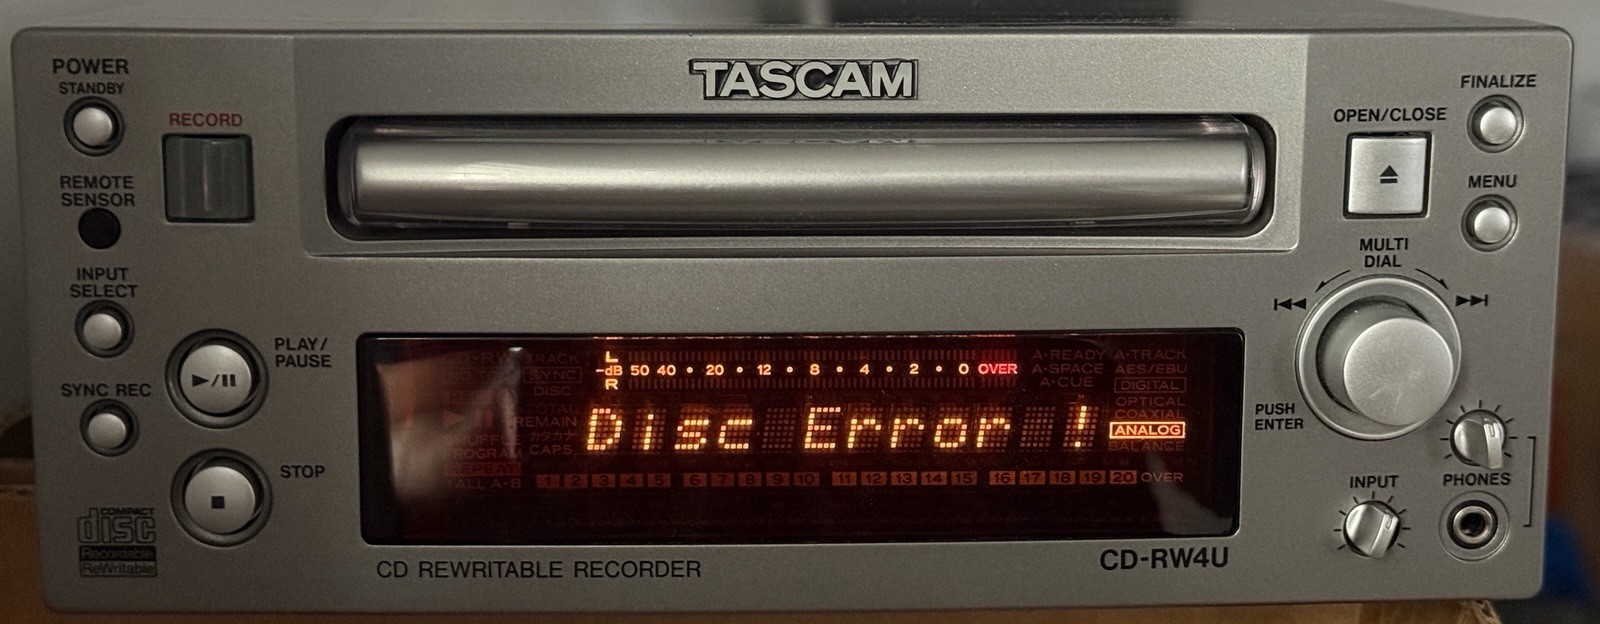 TASCAM
POWER
STANDBY
RECORD
REMOTE
SENSOR
INPUT
SELECT
PLAY/
PAUSE
SYNC REC
STOP
COMPACT
disc
Recordable
ReWritable
CD REWRITABLE RECORDER
CD-RW4U
TRACK
SYNC
DISC
REMAIN
SHUFFLE
PROGRAM
CAPS
REPEAT
ALL A-B
L
-dB 50 40 • 20 • 12 • 8 • 4 • 2 • 0 OVER
R
A•READY A•TRACK
A•SPACE AES/EBU
A•CUE
DIGITAL
OPTICAL
COAXIAL
ANALOG
BALANCE
Disc Error !
1 2 3 4 5 6 7 8 9 10 11 12 13 14 15 16 17 18 19 20 OVER
FINALIZE
OPEN/CLOSE
MENU
MULTI
DIAL
PUSH
ENTER
INPUT
PHONES